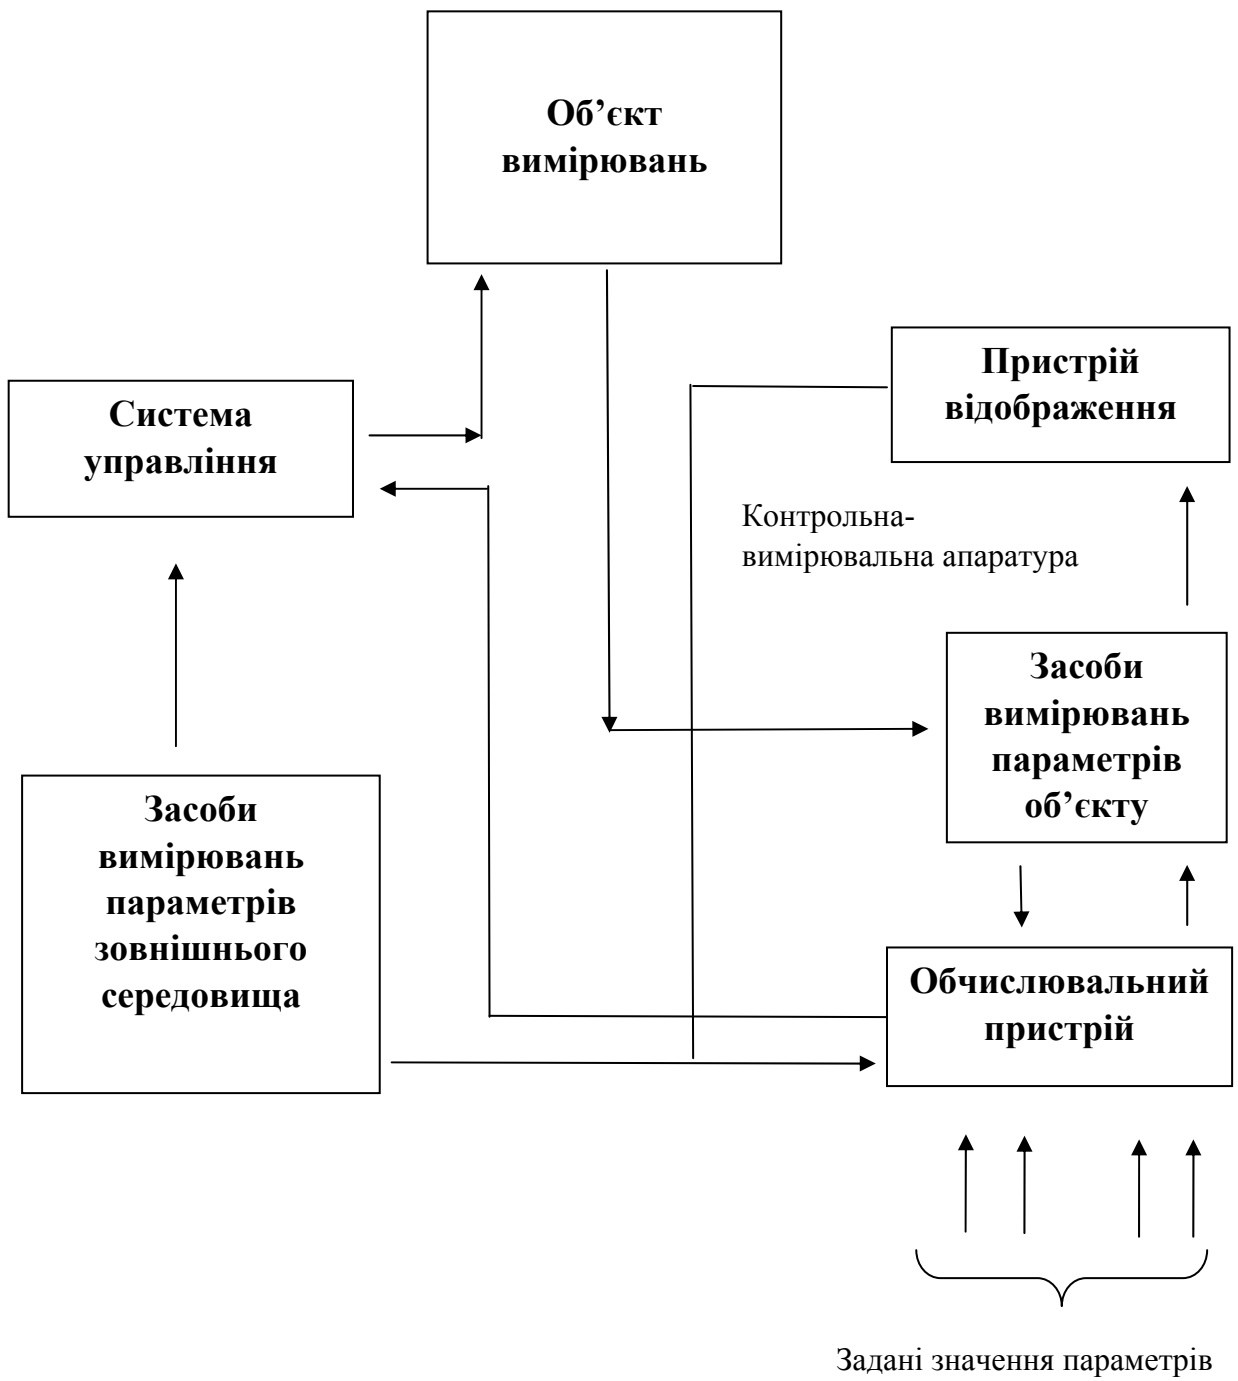 Об’єкт
вимірювань
Пристрій
відображення
Система
управління
Контрольна-
вимірювальна апаратура
Засоби
вимірювань
параметрів
об’єкту
Засоби
вимірювань
параметрів
зовнішнього
середовища
Обчислювальний
пристрій
Задані значення параметрів